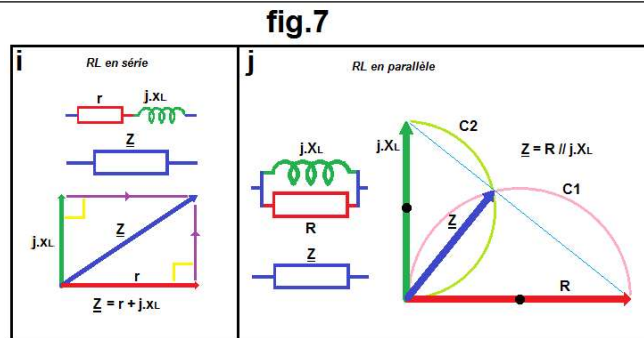 fig.7
i
RL en série
r
j.xL
Z
j.xL
Z
r
Z = r + j.xL
j
RL en parallèle
j.XL
R
Z
j.XL
C2
Z = R // j.XL
C1
Z
R